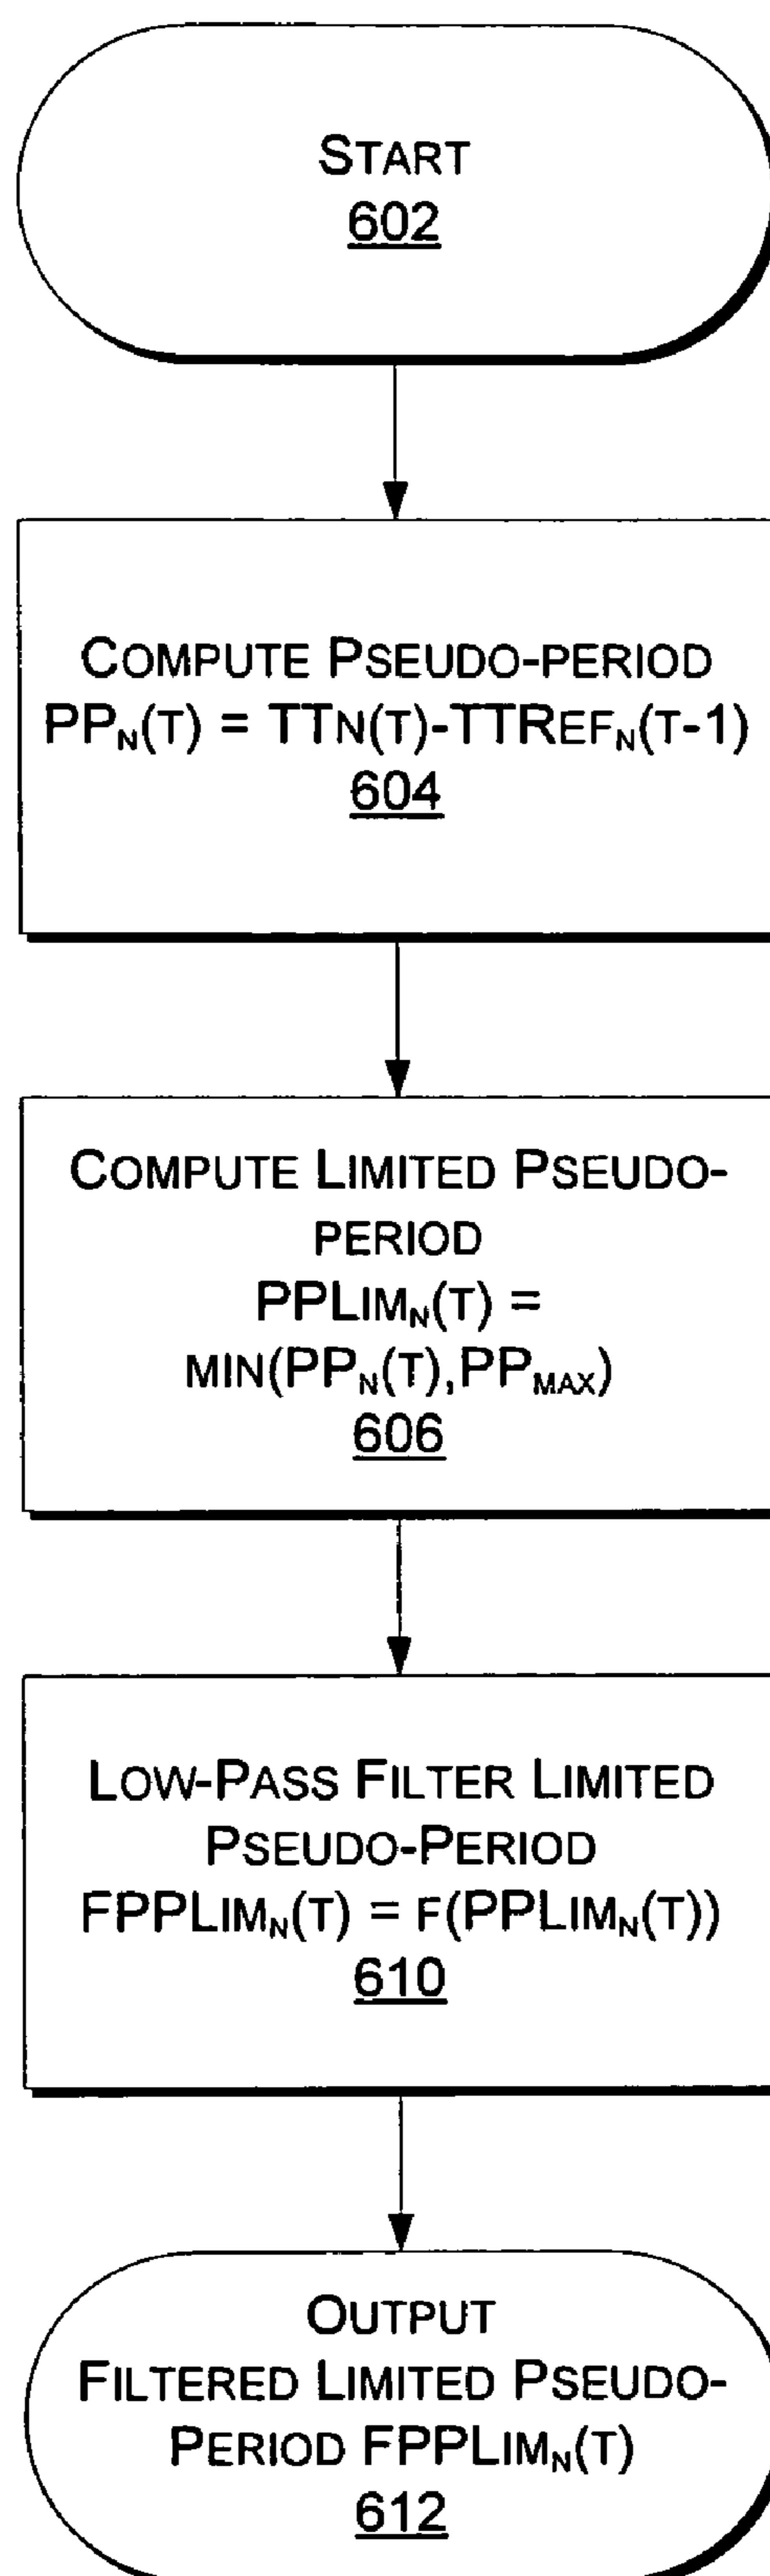 START
602
COMPUTE PSEUDO-PERIOD
PPN(T) = TTN(T)-TTREFN(T-1)
604
COMPUTE LIMITED PSEUDO-
PERIOD
PPLIMN(T) =
MIN(PPN(T),PPMAX)
606
LOW-PASS FILTER LIMITED
PSEUDO-PERIOD
FPPLIMN(T) = F(PPLIMN(T))
610
OUTPUT
FILTERED LIMITED PSEUDO-
PERIOD FPPLIMN(T)
612